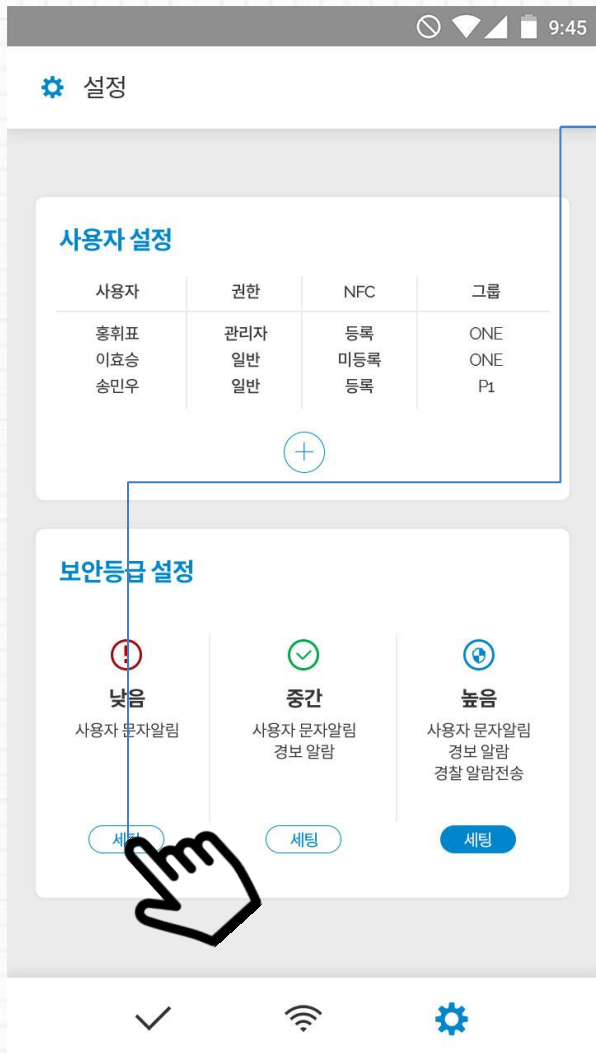 9:45
설정
사용자 설정
사용자 권한 NFC 그룹
홍휘표 관리자 등록 ONE
이효승 일반 미등록 ONE
송민우 일반 등록 P1
보안등급 설정
낮음 중간 높음
사용자 문자알림 사용자 문자알림 사용자 문자알림
경보 알람 경보 알람
경찰 알람전송
세팅 세팅 세팅